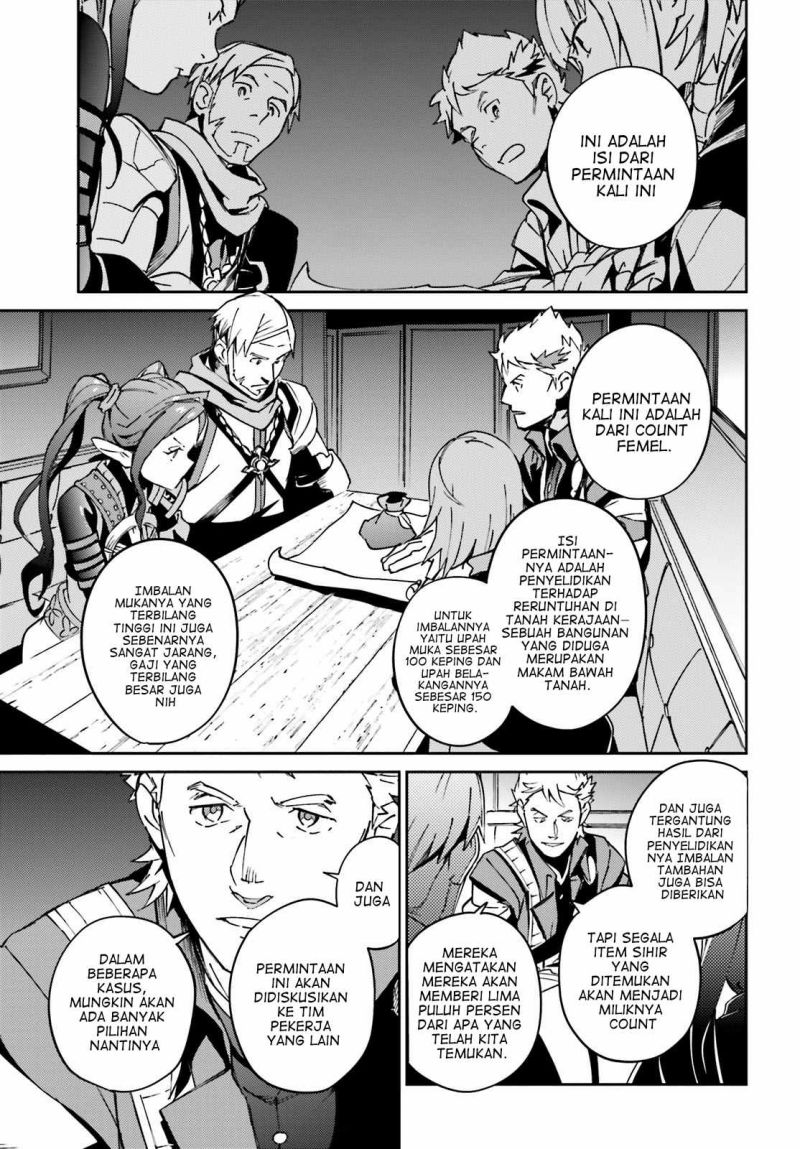 INI ADALAH
ISI DARI
PERMINTAAN
KALI INI
PERMINTAAN
KALI INI ADALAH
DARI COUNT
FEMEL.
ISI
PERMINTAAN-
NYA ADALAH
PENYELIDIKAN
TERHADAP
RERUNTUHAN DI
TANAH KERAJAAN—
SEBUAH BANGUNAN
YANG DIDUGA
MERUPAKAN
MAKAM BAWAH
TANAH.
UNTUK
IMBALANNYA
YAITU UPAH
MUKA SEBESAR
100 KEPING DAN
UPAH BELA-
KANGANNYA
SEBESAR 150
KEPING.
IMBALAN
MUKANYA YANG
TERBILANG
TINGGI INI JUGA
SEBENARNYA
SANGAT JARANG,
GAJI YANG
TERBILANG
BESAR JUGA
NIH
DAN JUGA
TERGANTUNG
HASIL DARI
PENYELIDIKAN
NYA IMBALAN
TAMBAHAN
JUGA BISA
DIBERIKAN
TAPI SEGALA
ITEM SIHIR
YANG
DITEMUKAN
AKAN MENJADI
MILIKNYA
COUNT
MEREKA
MENGATAKAN
MEREKA AKAN
MEMBERI LIMA
PULUH PERSEN
DARI APA YANG
TELAH KITA
TEMUKAN.
DAN
JUGA
PERMINTAAN
INI AKAN
DIDISKUSIKAN
KE TIM
PEKERJA
YANG LAIN
DALAM
BEBERAPA
KASUS,
MUNGKIN AKAN
ADA BANYAK
PILIHAN
NANTINYA